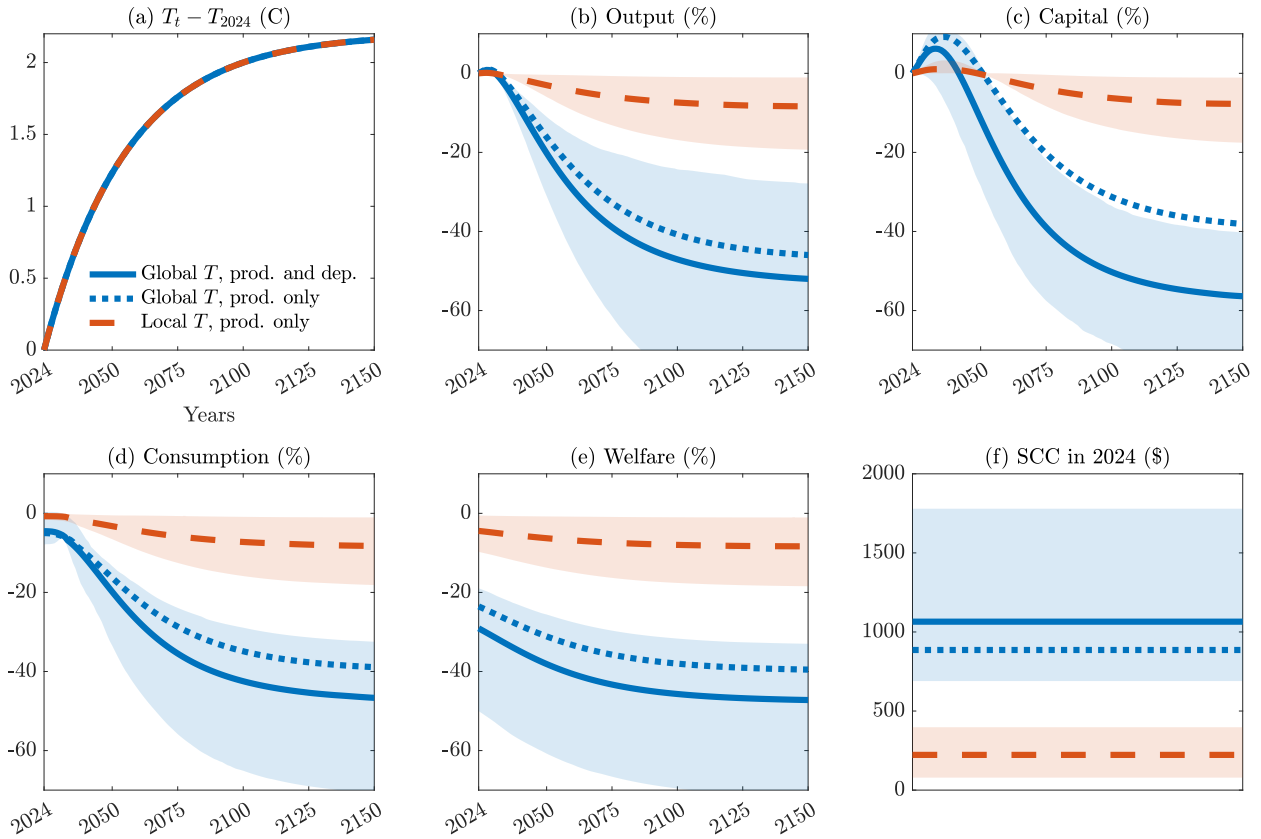 (a) T_t − T_2024 (C)
2
1.5
1
0.5
0
Global T, prod. and dep.
Global T, prod. only
Local T, prod. only
2024 2050 2075 2100 2125 2150
Years
(b) Output (%)
0
-20
-40
-60
2024 2050 2075 2100 2125 2150
(c) Capital (%)
0
-20
-40
-60
2024 2050 2075 2100 2125 2150
(d) Consumption (%)
0
-20
-40
-60
2024 2050 2075 2100 2125 2150
(e) Welfare (%)
0
-20
-40
-60
2024 2050 2075 2100 2125 2150
(f) SCC in 2024 ($)
2000
1500
1000
500
0